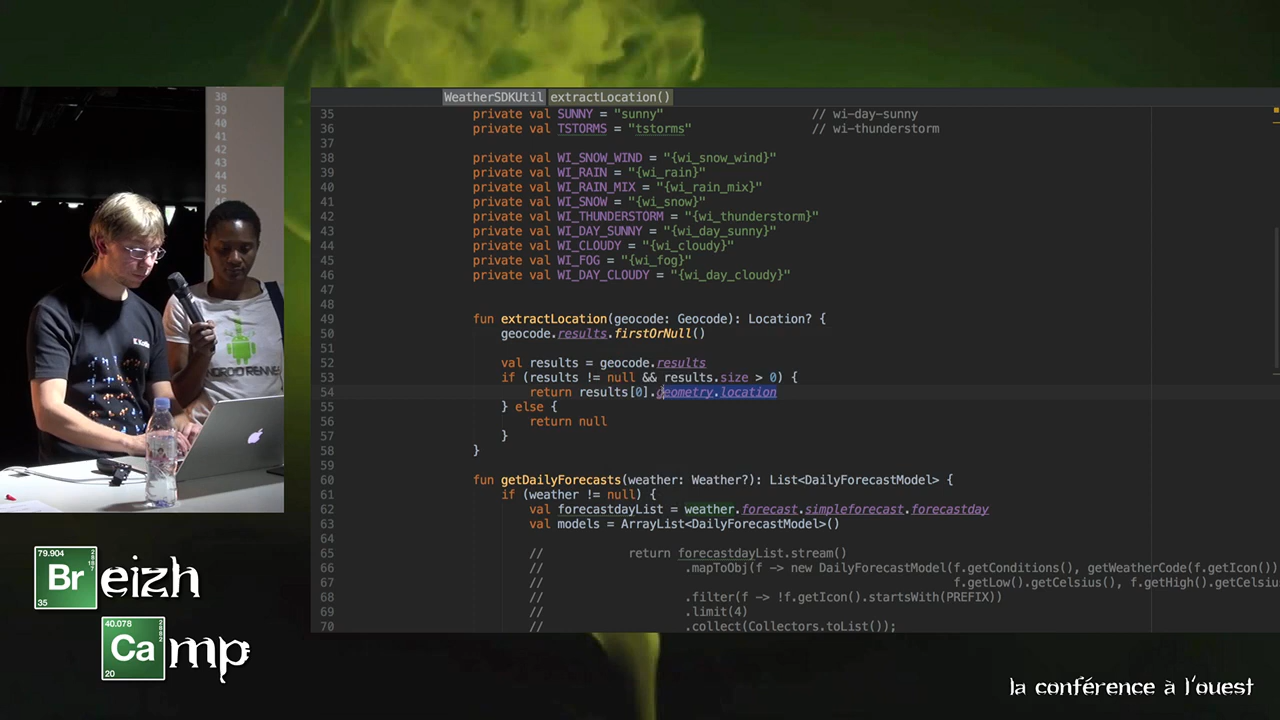 WeatherSDKUtil extractLocation()
35 private val SUNNY = "sunny" // wi-day-sunny
36 private val TSTORMS = "tstorms" // wi-thunderstorm
37
38 private val WI_SNOW_WIND = "{wi_snow_wind}"
39 private val WI_RAIN = "{wi_rain}"
40 private val WI_RAIN_MIX = "{wi_rain_mix}"
41 private val WI_SNOW = "{wi_snow}"
42 private val WI_THUNDERSTORM = "{wi_thunderstorm}"
43 private val WI_DAY_SUNNY = "{wi_day_sunny}"
44 private val WI_CLOUDY = "{wi_cloudy}"
45 private val WI_FOG = "{wi_fog}"
46 private val WI_DAY_CLOUDY = "{wi_day_cloudy}"
47
48
49 fun extractLocation(geocode: Geocode): Location? {
50 geocode.results.firstOrNull()
51
52 val results = geocode.results
53 if (results != null && results.size > 0) {
54 return results[0].geometry.location
55 } else {
56 return null
57 }
58 }
59
60 fun getDailyForecasts(weather: Weather?): List<DailyForecastModel> {
61 if (weather != null) {
62 val forecastdayList = weather.forecast.simpleforecast.forecastday
63 val models = ArrayList<DailyForecastModel>()
64
65 // return forecastdayList.stream()
66 // .mapToObj(f -> new DailyForecastModel(f.getConditions(), getWeatherCode(f.getIcon())
67 // f.getLow().getCelsius(), f.getHigh().getCelsius
68 // .filter(f -> !f.getIcon().startsWith(PREFIX))
69 // .limit(4)
70 // .collect(Collectors.toList());
38
39
40
41
42
43
44
45
ANDROID
79.904
Breizh
35
40.078
Camp
20
la conférence à l'ouest